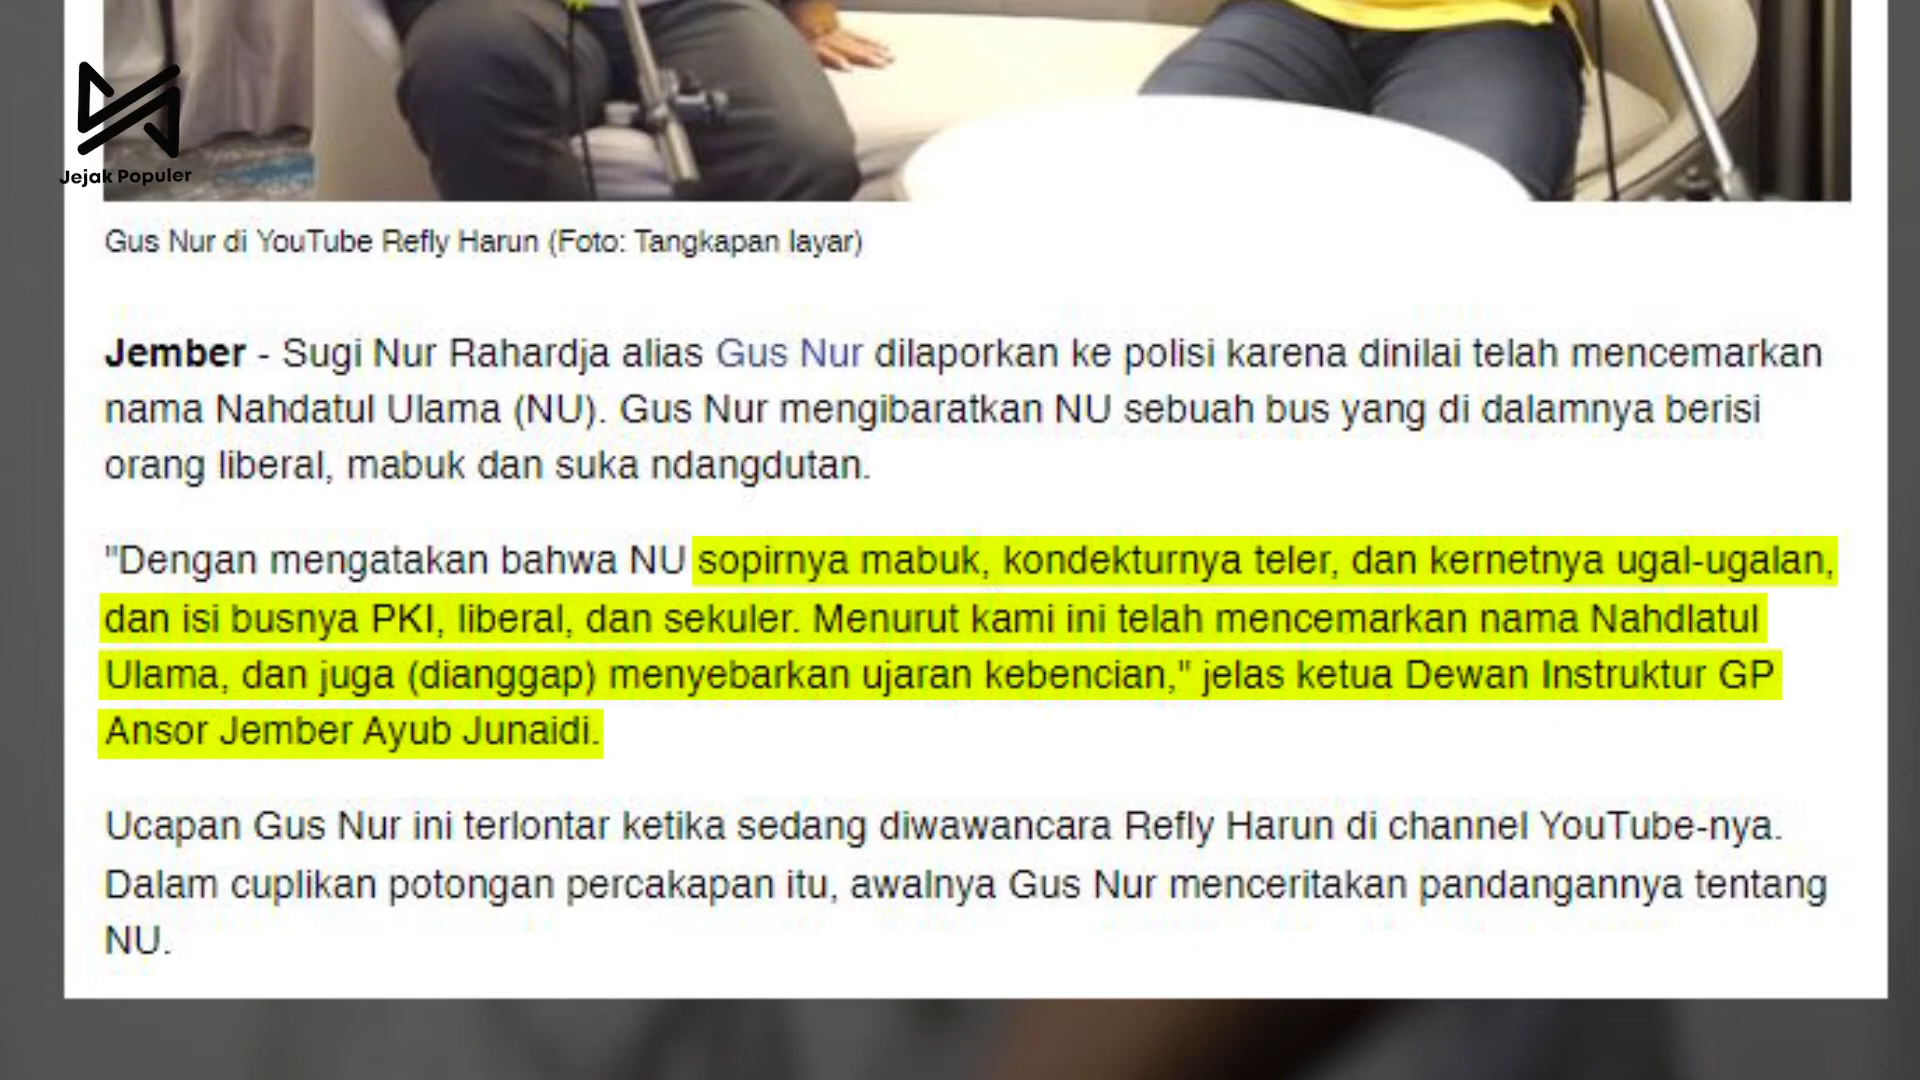 Jejak Populer
Gus Nur di YouTube Refly Harun (Foto: Tangkapan layar)
Jember - Sugi Nur Rahardja alias Gus Nur dilaporkan ke polisi karena dinilai telah mencemarkan
nama Nahdatul Ulama (NU). Gus Nur mengibaratkan NU sebuah bus yang di dalamnya berisi
orang liberal, mabuk dan suka ndangdutan.
"Dengan mengatakan bahwa NU sopirnya mabuk, kondekturnya teler, dan kernetnya ugal-ugalan,
dan isi busnya PKI, liberal, dan sekuler. Menurut kami ini telah mencemarkan nama Nahdlatul
Ulama, dan juga (dianggap) menyebarkan ujaran kebencian," jelas ketua Dewan Instruktur GP
Ansor Jember Ayub Junaidi.
Ucapan Gus Nur ini terlontar ketika sedang diwawancara Refly Harun di channel YouTube-nya.
Dalam cuplikan potongan percakapan itu, awalnya Gus Nur menceritakan pandangannya tentang
NU.